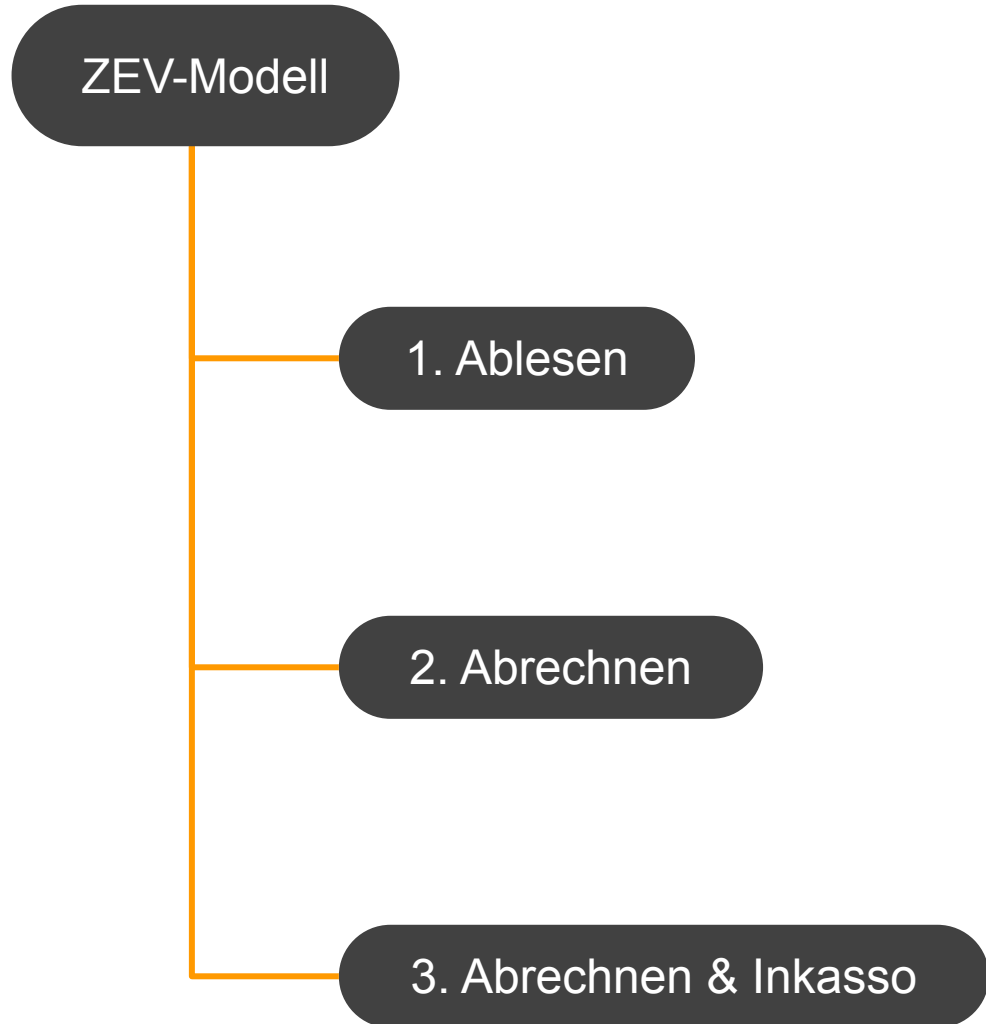 ZEV-Modell
1. Ablesen
2. Abrechnen
3. Abrechnen & Inkasso